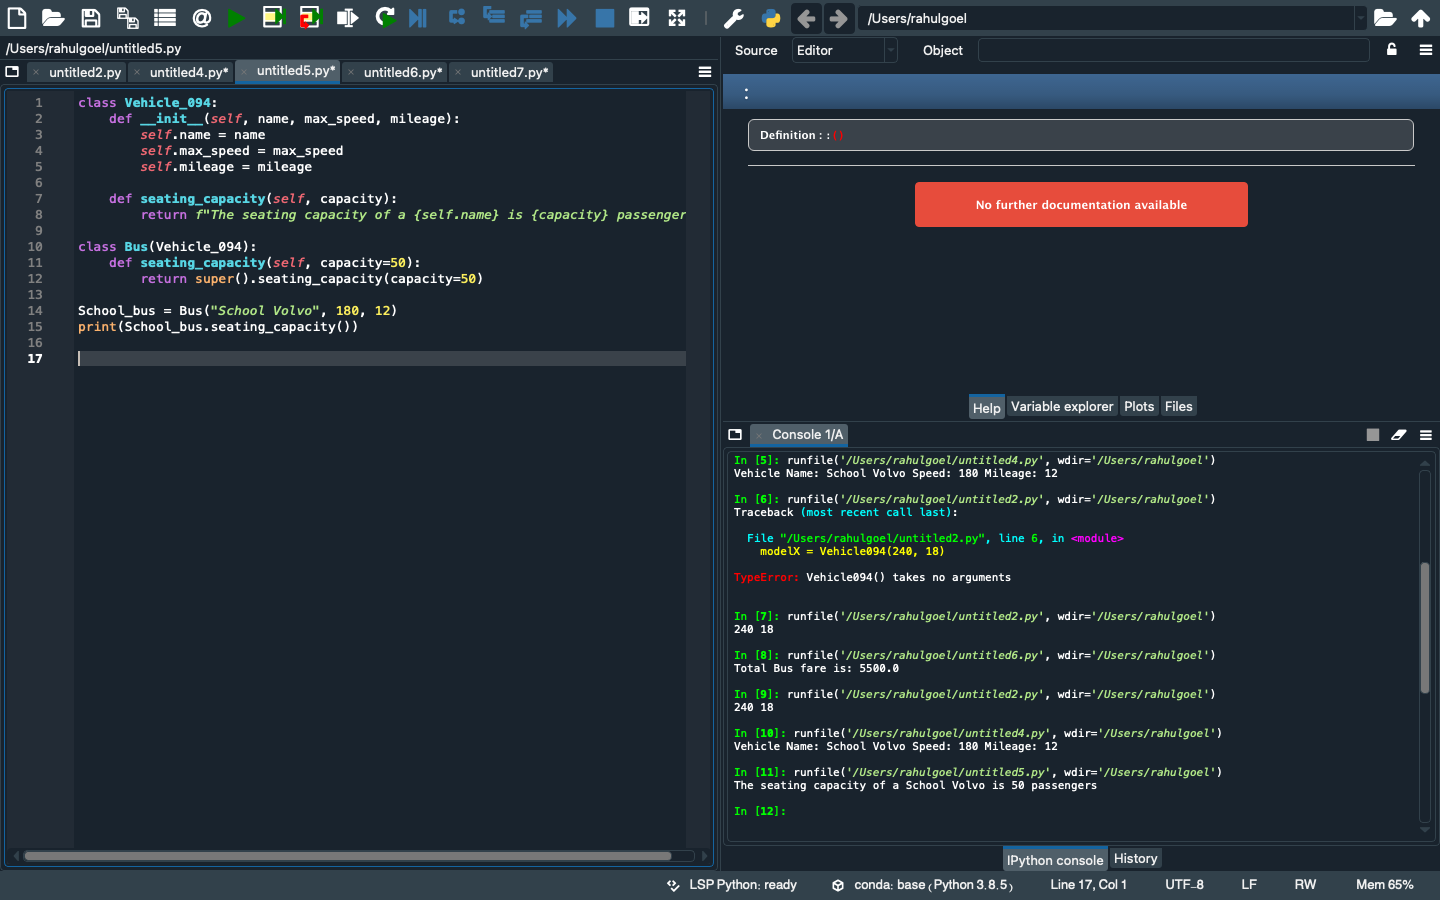 /Users/rahulgoel
/Users/rahulgoel/untitled5.py
untitled2.py
untitled4.py*
untitled5.py*
untitled6.py*
untitled7.py*
1 class Vehicle_094:
2 def __init__(self, name, max_speed, mileage):
3 self.name = name
4 self.max_speed = max_speed
5 self.mileage = mileage
6
7 def seating_capacity(self, capacity):
8 return f"The seating capacity of a {self.name} is {capacity} passenger
9
10 class Bus(Vehicle_094):
11 def seating_capacity(self, capacity=50):
12 return super().seating_capacity(capacity=50)
13
14 School_bus = Bus("School Volvo", 180, 12)
15 print(School_bus.seating_capacity())
16
17
Source Editor Object
:
Definition : :()
No further documentation available
Help Variable explorer Plots Files
Console 1/A
In [5]: runfile('/Users/rahulgoel/untitled4.py', wdir='/Users/rahulgoel')
Vehicle Name: School Volvo Speed: 180 Mileage: 12
In [6]: runfile('/Users/rahulgoel/untitled2.py', wdir='/Users/rahulgoel')
Traceback (most recent call last):
File "/Users/rahulgoel/untitled2.py", line 6, in <module>
modelX = Vehicle094(240, 18)
TypeError: Vehicle094() takes no arguments
In [7]: runfile('/Users/rahulgoel/untitled2.py', wdir='/Users/rahulgoel')
240 18
In [8]: runfile('/Users/rahulgoel/untitled6.py', wdir='/Users/rahulgoel')
Total Bus fare is: 5500.0
In [9]: runfile('/Users/rahulgoel/untitled2.py', wdir='/Users/rahulgoel')
240 18
In [10]: runfile('/Users/rahulgoel/untitled4.py', wdir='/Users/rahulgoel')
Vehicle Name: School Volvo Speed: 180 Mileage: 12
In [11]: runfile('/Users/rahulgoel/untitled5.py', wdir='/Users/rahulgoel')
The seating capacity of a School Volvo is 50 passengers
In [12]:
IPython console History
LSP Python: ready conda: base (Python 3.8.5) Line 17, Col 1 UTF-8 LF RW Mem 65%